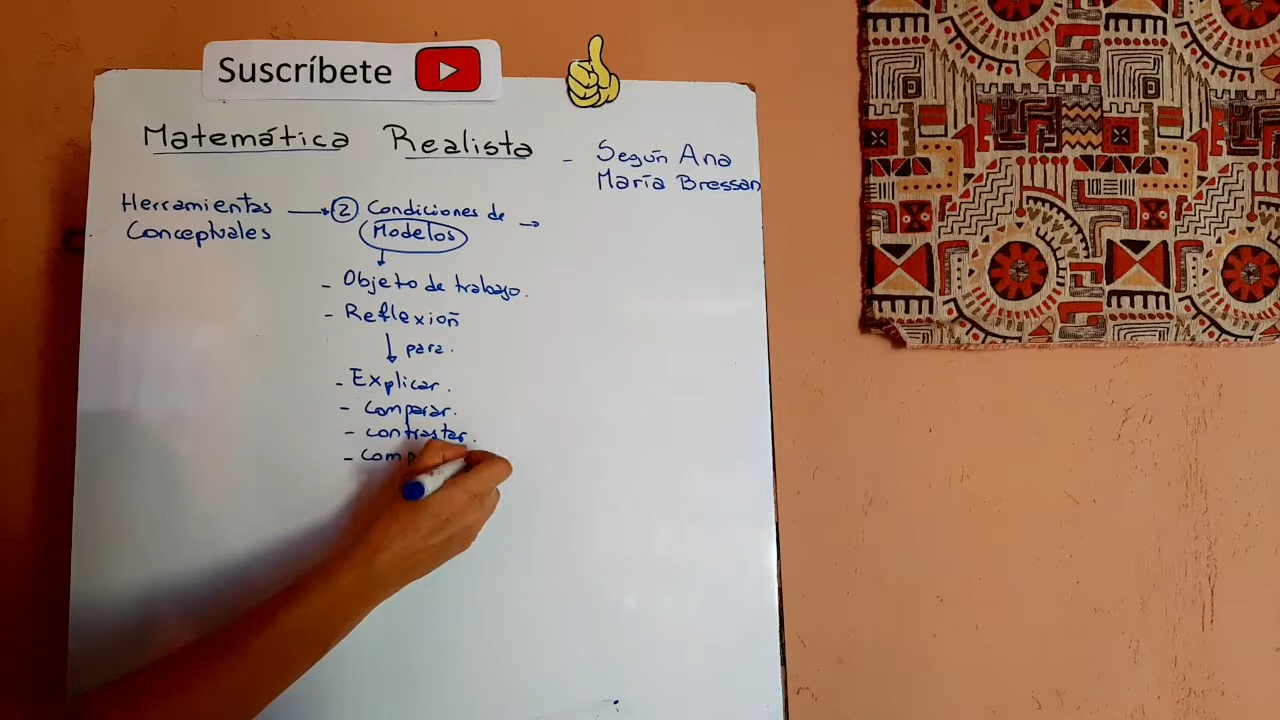 Suscríbete
Matemática Realista - Según Ana
María Bressan
Herramientas → 2 Condiciones de →
Conceptuales Modelos
- Objeto de trabajo.
- Reflexión
para.
- Explicar.
- Comparar.
- contrastar.